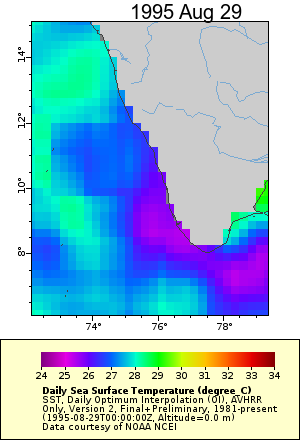 1995 Aug 29
14°
12°
10°
8°
74° 76° 78°
24 25 26 27 28 29 30 31 32 33 34
Daily Sea Surface Temperature (degree_C)
SST, Daily Optimum Interpolation (OI), AVHRR
Only, Version 2, Final+Preliminary, 1981-present
(1995-08-29T00:00:00Z, Altitude=0.0 m)
Data courtesy of NOAA NCEI